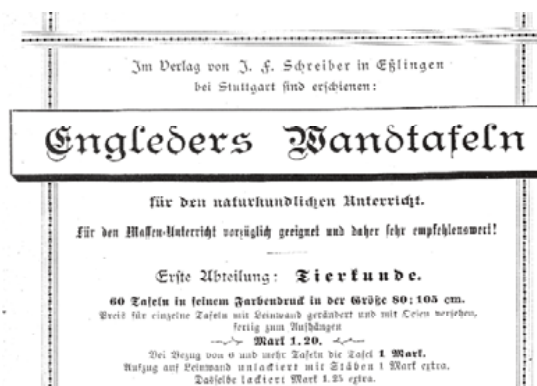 Im Verlag von J. F. Schreiber in Eßlingen
bei Stuttgart sind erschienen:
Engleders Wandtafeln
für den naturkundlichen Unterricht.
Für den Massen-Unterricht vorzüglich geeignet und daher sehr empfehlenswert!
Erste Abteilung: Tierkunde.
60 Tafeln in feinem Farbendruck in der Größe 80 : 105 cm.
Preis für einzelne Tafeln mit Leinwand gerändert und mit Oesen versehen,
fertig zum Aufhängen
Mark 1.20.
Bei Bezug von 6 und mehr Tafeln die Tafel 1 Mark.
Aufzug auf Leinwand unlackiert mit Stäben 1 Mark extra.
Dasselbe lackiert Mark 1.25 extra.